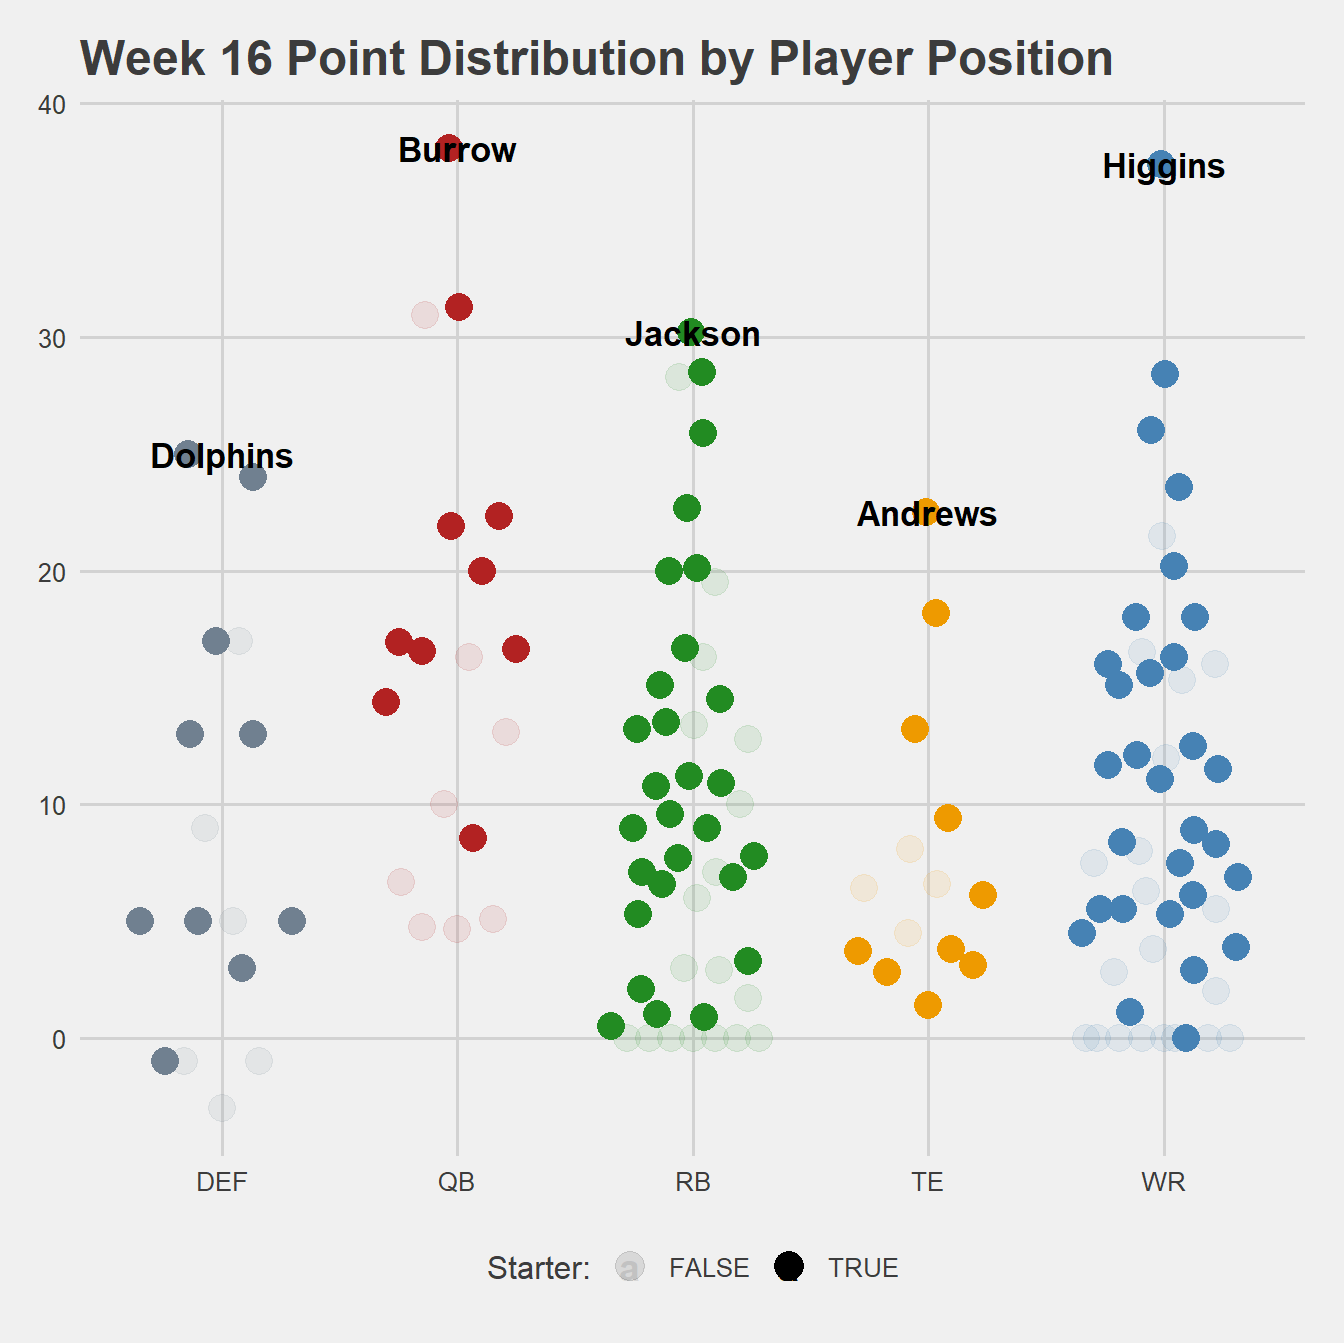 Week 16 Point Distribution by Player Position
40
Burrow
Higgins
30
Jackson
Dolphins
Andrews
20
10
0
DEF QB RB TE WR
Starter: a FALSE a TRUE